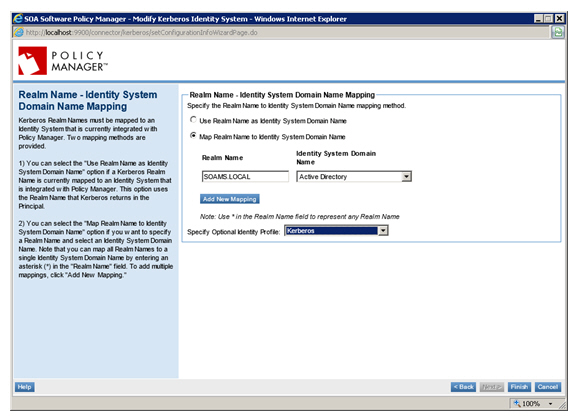 SOA Software Policy Manager - Modify Kerberos Identity System - Windows Internet Explorer
http://localhost:9900/connector/kerberos/setConfigurationInfoWizardPage.do
POLICY
MANAGER™
Realm Name - Identity System
Domain Name Mapping
Kerberos Realm Names must be mapped to an
Identity System that is currently integrated with
Policy Manager. Two mapping methods are
provided.
1) You can select the "Use Realm Name as Identity
System Domain Name" option if a Kerberos Realm
Name is currently mapped to an Identity System that
is integrated with Policy Manager. This option uses
the Realm Name that Kerberos returns in the
Principal.
2) You can select the "Map Realm Name to Identity
System Domain Name" option if you want to specify
a Realm Name and select an Identity System Domain
Name. Note that you can map all Realm Names to a
single Identity System Domain Name by entering an
asterisk (*) in the "Realm Name" field. To add multiple
mappings, click "Add New Mapping."
Realm Name - Identity System Domain Name Mapping
Specify the Realm Name to Identity System Domain Name mapping method.
Use Realm Name as Identity System Domain Name
Map Realm Name to Identity System Domain Name
Realm Name
Identity System Domain
Name
SOAMS.LOCAL
Active Directory
Add New Mapping
Note: Use * in the Realm Name field to represent any Realm Name
Specify Optional Identity Profile: Kerberos
Help
< Back
Next >
Finish
Cancel
100%